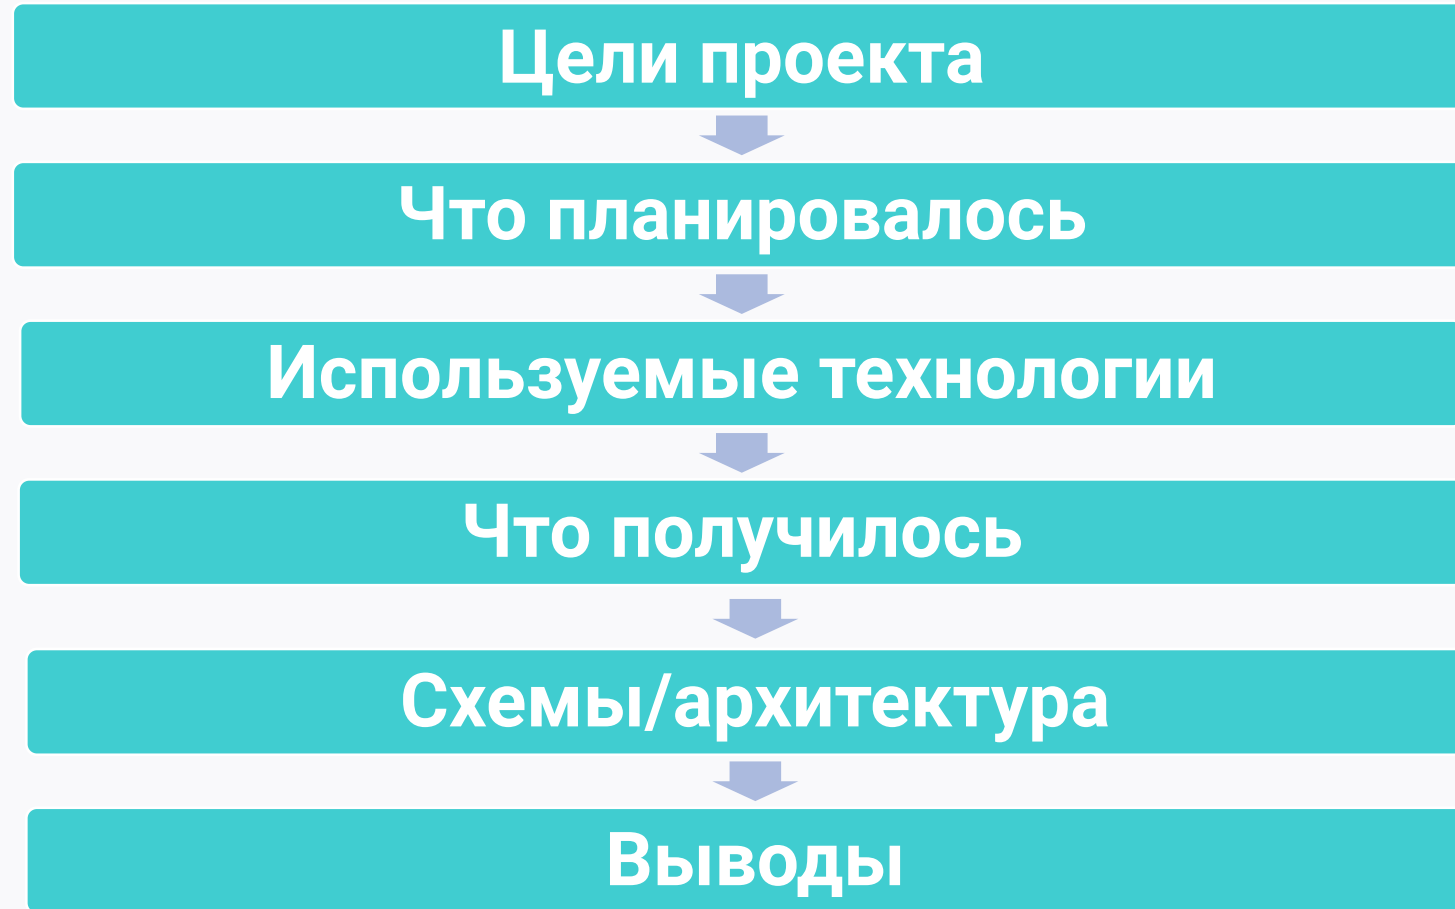 Цели проекта
Что планировалось
Используемые технологии
Что получилось
Схемы/архитектура
Выводы